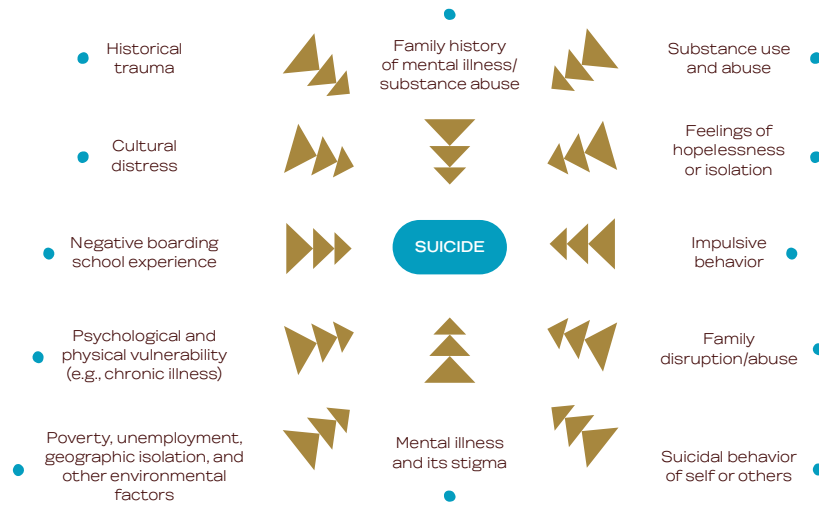 Historical
trauma
Family history
of mental illness/
substance abuse
Substance use
and abuse
Cultural
distress
Feelings of
hopelessness
or isolation
Negative boarding
school experience
SUICIDE
Impulsive
behavior
Psychological and
physical vulnerability
(e.g., chronic illness)
Family
disruption/abuse
Poverty, unemployment,
geographic isolation, and
other environmental
factors
Mental illness
and its stigma
Suicidal behavior
of self or others